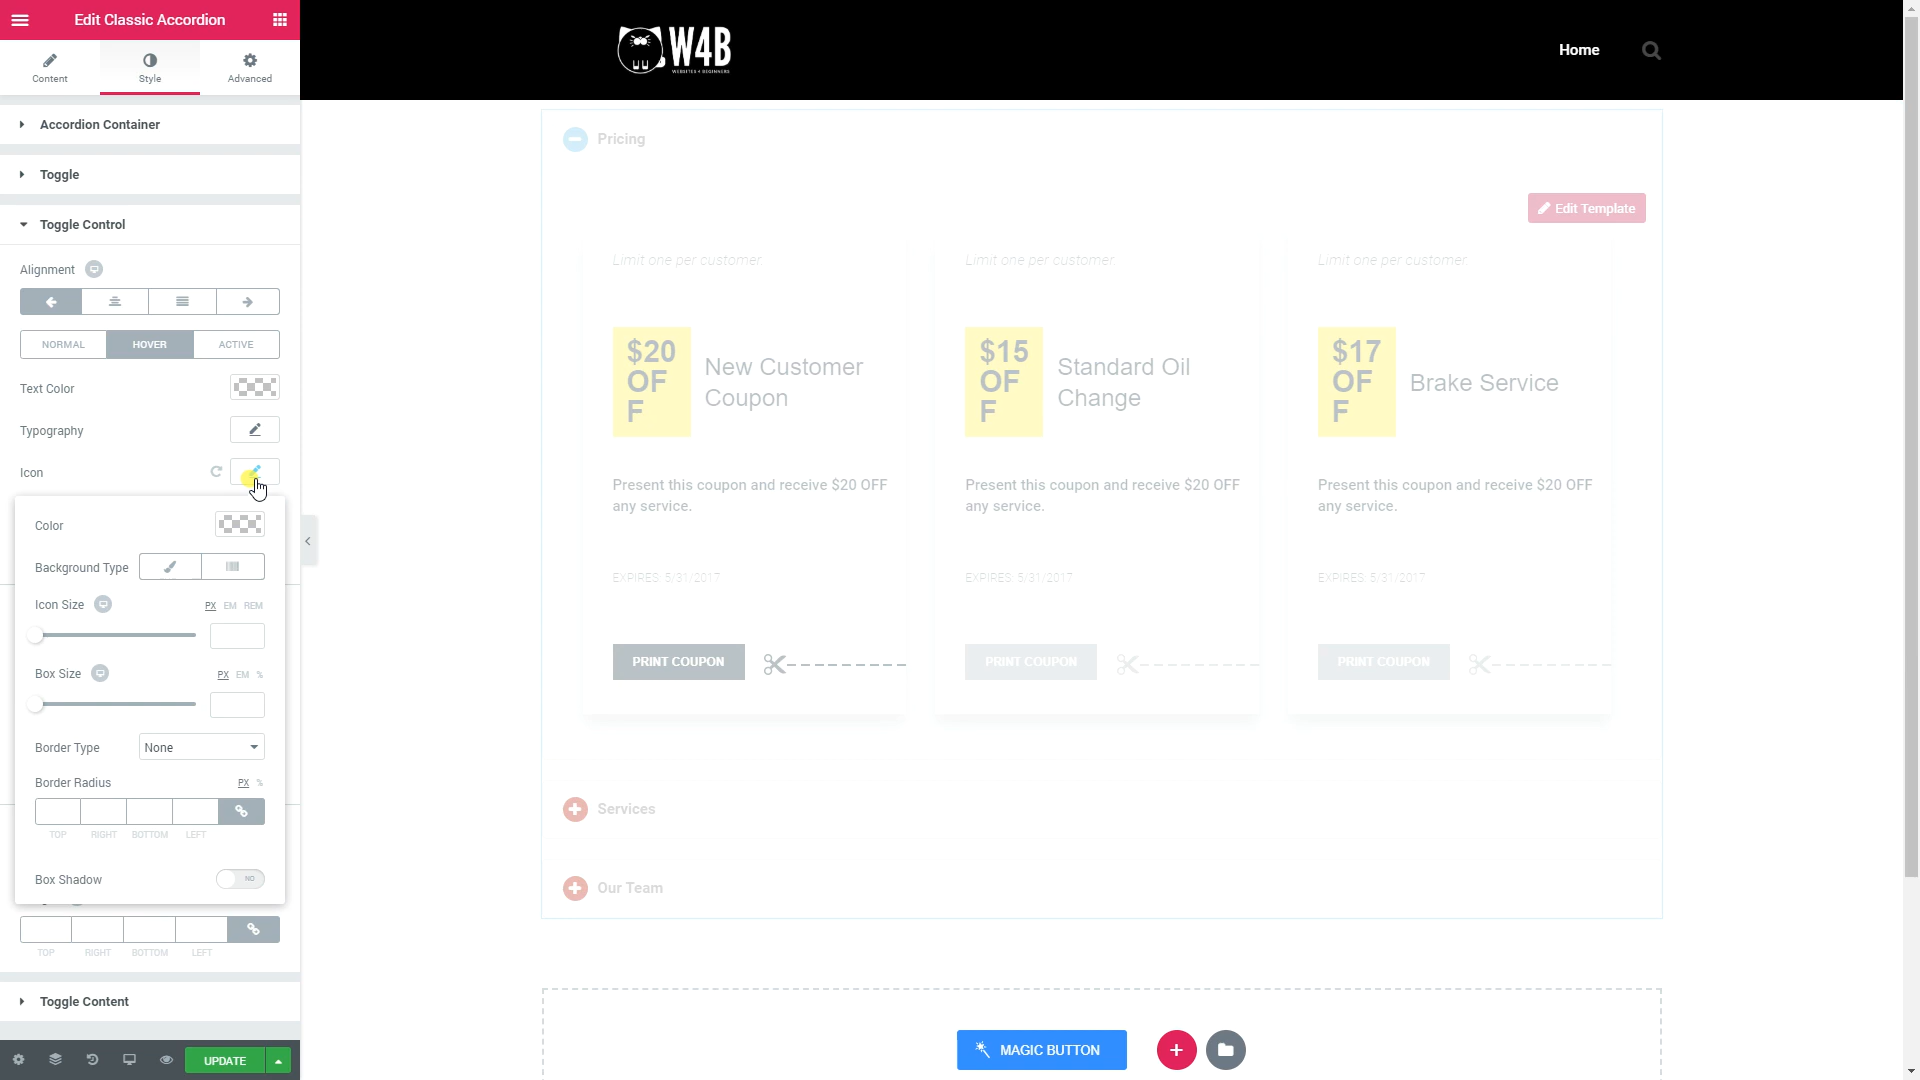 Edit Classic Accordion
Content
Style
Advanced
Accordion Container
Toggle
Toggle Control
Alignment
NORMAL
HOVER
ACTIVE
Text Color
Typography
Icon
Color
Background Type
Icon Size
PX EM REM
Box Size
PX EM %
Border Type
None
Border Radius
PX %
TOP RIGHT BOTTOM LEFT
Box Shadow
NO
TOP RIGHT BOTTOM LEFT
Toggle Content
UPDATE
W4B
WEBSITES 4 BEGINNERS
Home
Pricing
Edit Template
Limit one per customer.
Limit one per customer.
Limit one per customer.
$20
OF
F
New Customer
Coupon
$15
OF
F
Standard Oil
Change
$17
OF
F
Brake Service
Present this coupon and receive $20 OFF
any service.
Present this coupon and receive $20 OFF
any service.
Present this coupon and receive $20 OFF
any service.
EXPIRES: 5/31/2017
EXPIRES: 5/31/2017
EXPIRES: 5/31/2017
PRINT COUPON
PRINT COUPON
PRINT COUPON
Services
Our Team
MAGIC BUTTON